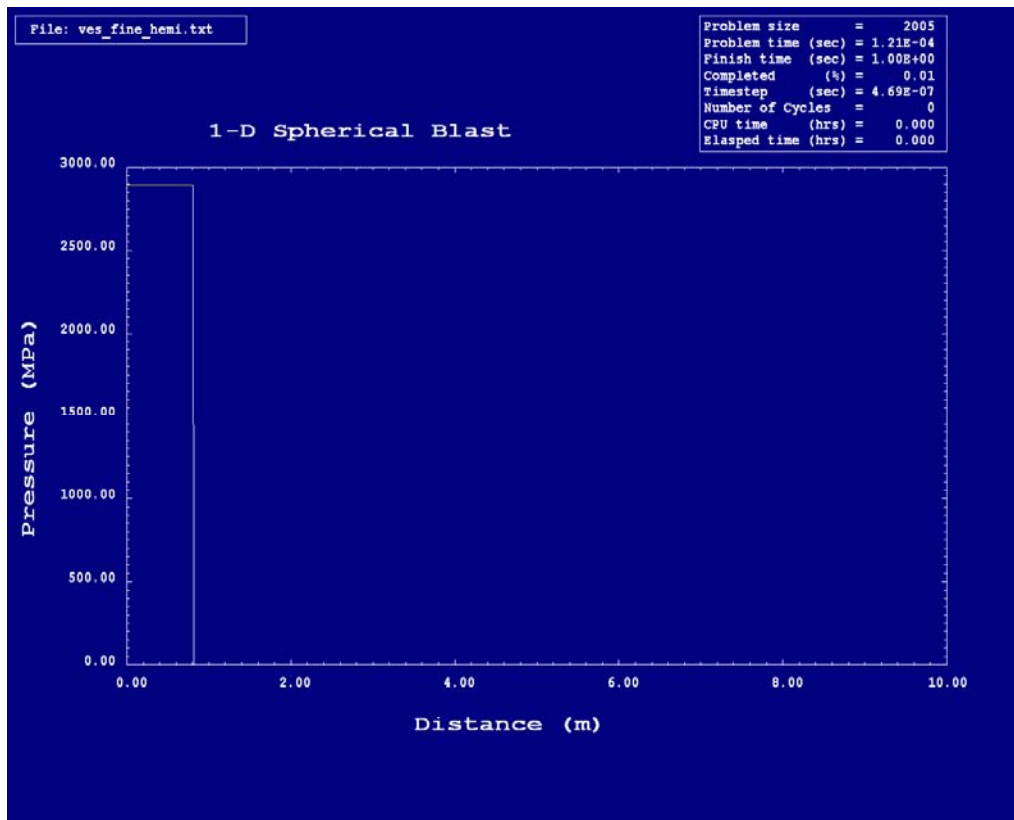 File: ves_fine_hemi.txt
Problem size = 2005
Problem time (sec) = 1.21E-04
Finish time (sec) = 1.00E+00
Completed (%) = 0.01
Timestep (sec) = 4.69E-07
Number of Cycles = 0
CPU time (hrs) = 0.000
Elasped time (hrs) = 0.000
1-D Spherical Blast
3000.00
2500.00
2000.00
1500.00
1000.00
500.00
0.00
Pressure (MPa)
0.00 2.00 4.00 6.00 8.00 10.00
Distance (m)